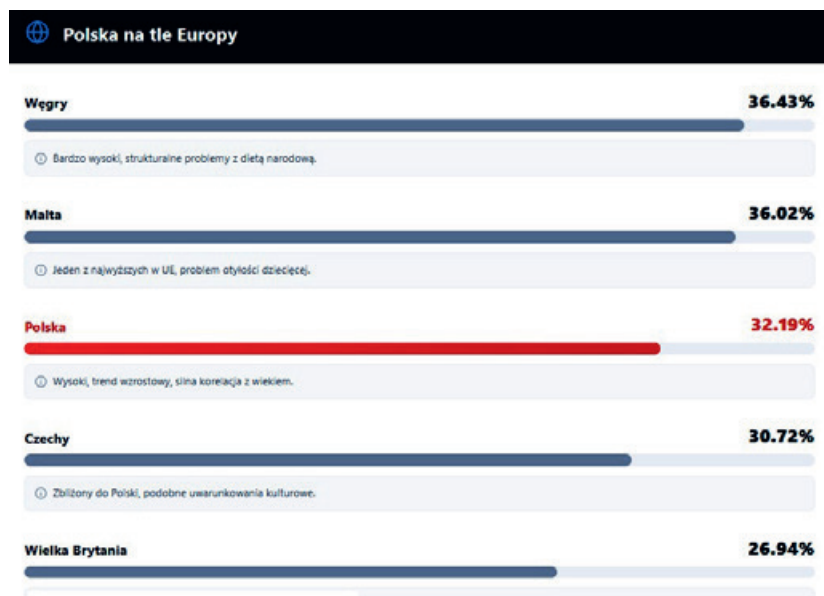 Polska na tle Europy
Węgry
36.43%
Bardzo wysoki, strukturalne problemy z dietą narodową.
Malta
36.02%
Jeden z najwyższych w UE, problem otyłości dziecięcej.
Polska
32.19%
Wysoki, trend wzrostowy, silna korelacja z wiekiem.
Czechy
30.72%
Zbliżony do Polski, podobne uwarunkowania kulturowe.
Wielka Brytania
26.94%